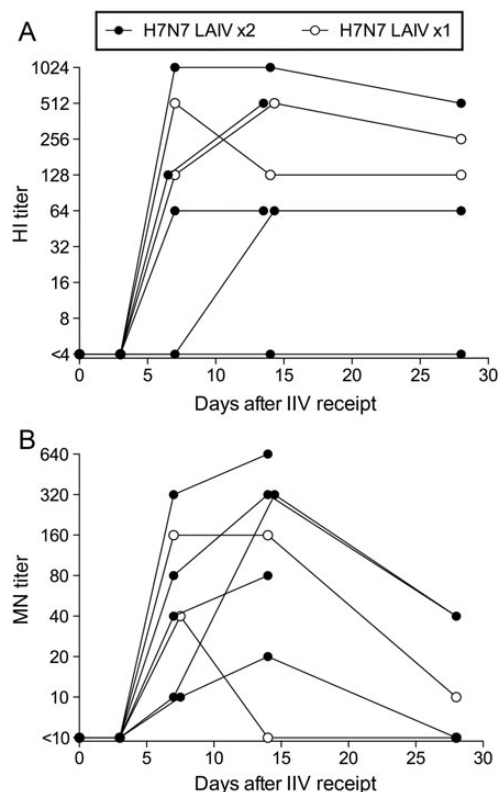 H7N7 LAIV x2 H7N7 LAIV x1
A
1024
512
256
128
64
32
16
8
<4
HI titer
0 5 10 15 20 25 30
Days after IIV receipt
B
640
320
160
80
40
20
10
<10
MN titer
0 5 10 15 20 25 30
Days after IIV receipt